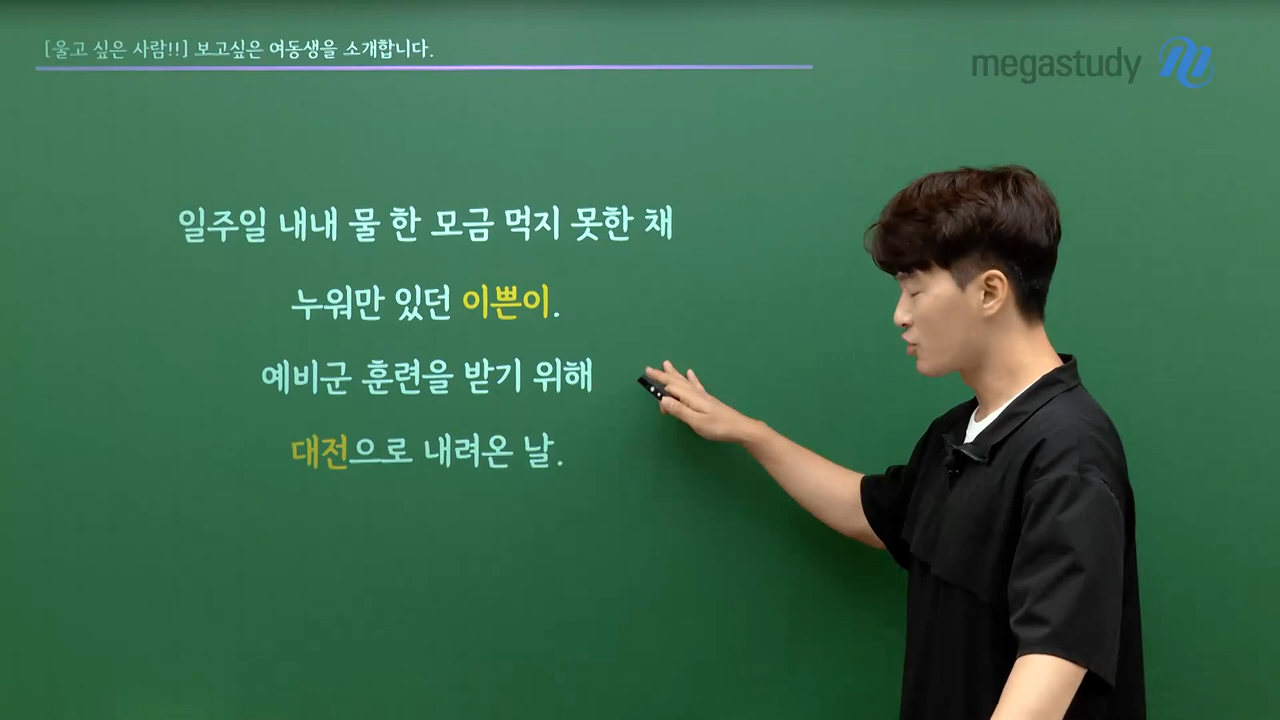 [울고 싶은 사람!!] 보고싶은 여동생을 소개합니다.
megastudy
일주일 내내 물 한 모금 먹지 못한 채
누워만 있던 이쁜이.
예비군 훈련을 받기 위해
대전으로 내려온 날.